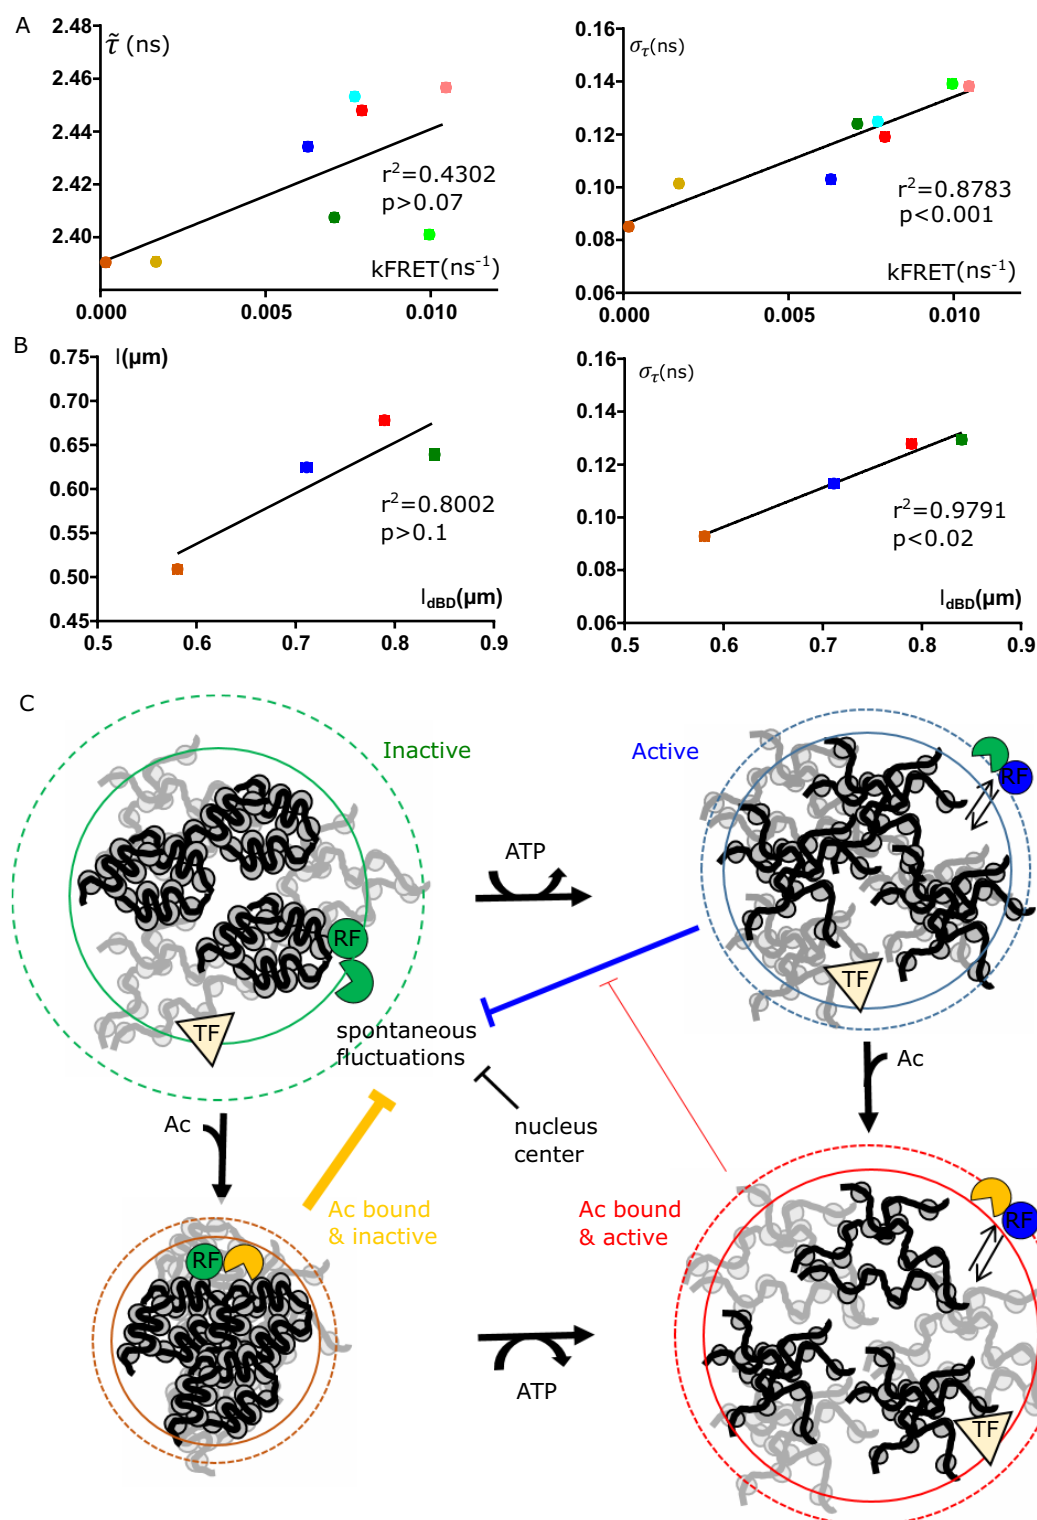 A
τ̃ (ns)
2.48
2.46
2.44
2.42
2.40
r²=0.4302
p>0.07
kFRET(ns⁻¹)
0.000
0.005
0.010
στ(ns)
0.16
0.14
0.12
0.10
0.08
0.06
r²=0.8783
p<0.001
kFRET(ns⁻¹)
0.000
0.005
0.010
B
l(µm)
0.75
0.70
0.65
0.60
0.55
0.50
0.45
r²=0.8002
p>0.1
l_dBD(µm)
0.5
0.6
0.7
0.8
0.9
στ(ns)
0.16
0.14
0.12
0.10
0.08
0.06
r²=0.9791
p<0.02
l_dBD(µm)
0.5
0.6
0.7
0.8
0.9
C
Inactive
Active
ATP
RF
RF
TF
TF
spontaneous
fluctuations
Ac
Ac
nucleus
center
Ac bound
& inactive
Ac bound
& active
RF
RF
ATP
TF